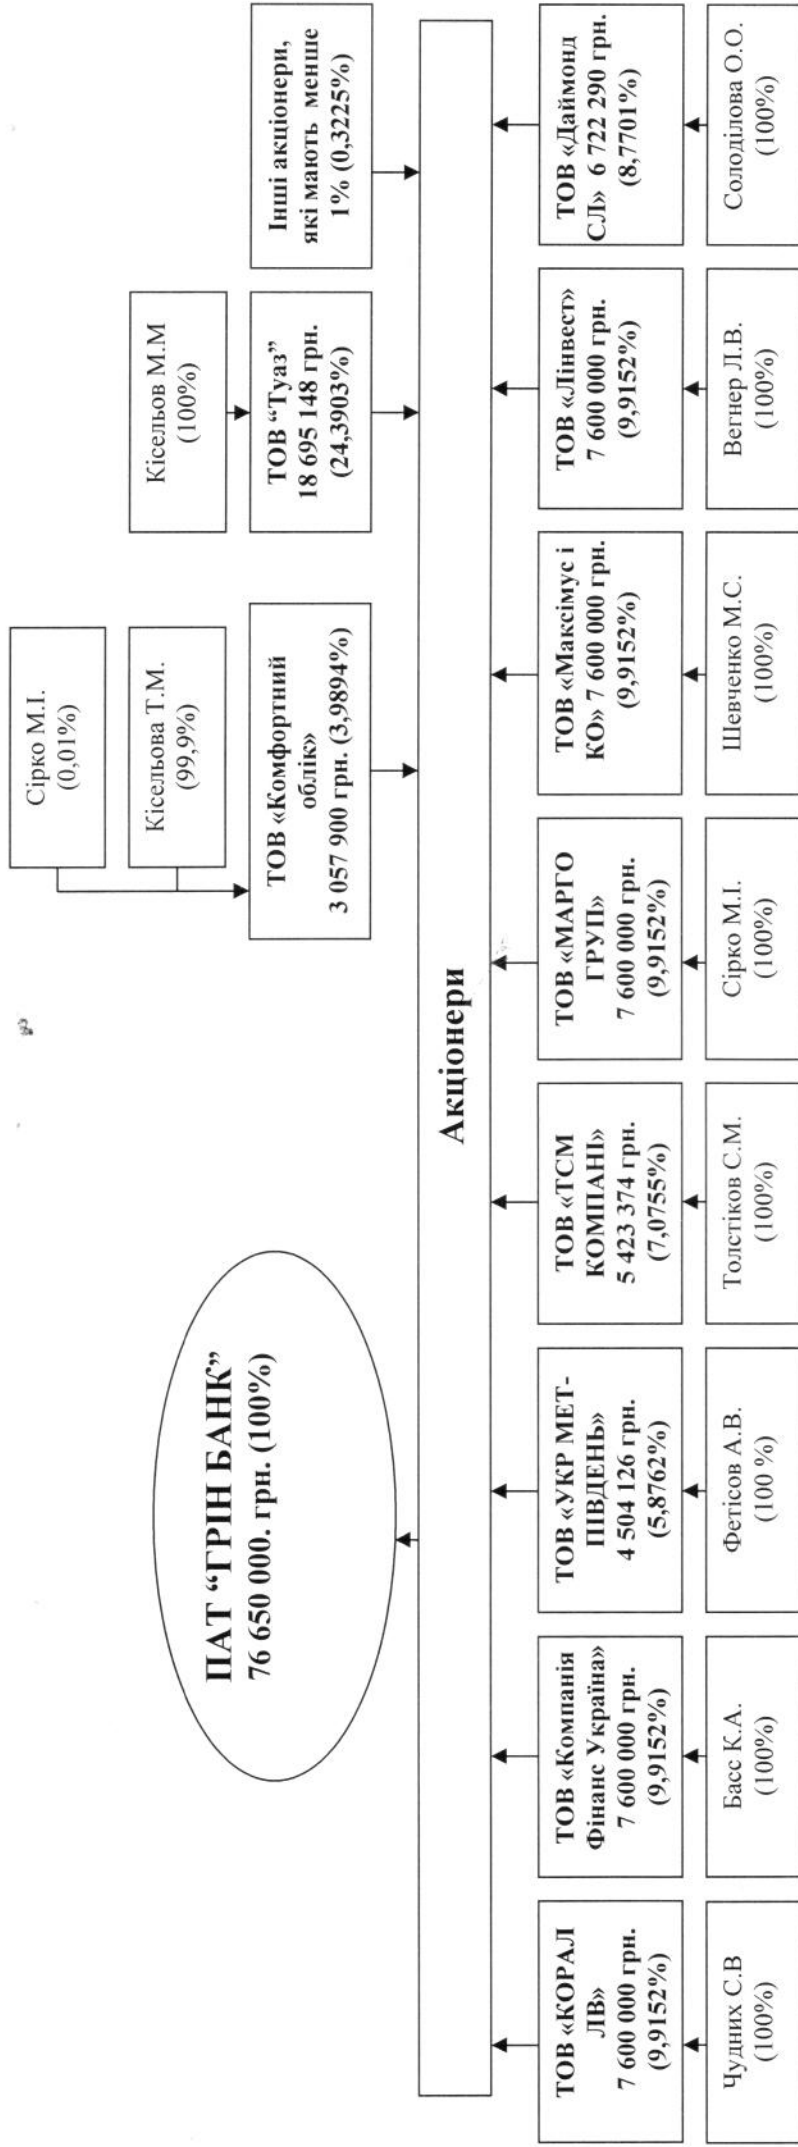 ПАТ “ГРІН БАНК”
76 650 000. грн. (100%)
Сірко М.І.
(0,01%)
Кісельова Т.М.
(99,9%)
ТОВ «Комфортний
облік»
3 057 900 грн. (3,9894%)
Кісельов М.М
(100%)
ТОВ “Туаз”
18 695 148 грн.
(24,3903%)
Інші акціонери,
які мають менше
1% (0,3225%)
Акціонери
ТОВ «КОРАЛ
ЛВ»
7 600 000 грн.
(9,9152%)
ТОВ «Компанія
Фінанс Україна»
7 600 000 грн.
(9,9152%)
ТОВ «УКР МЕТ-
ПІВДЕНЬ»
4 504 126 грн.
(5,8762%)
ТОВ «ТСМ
КОМПАНІ»
5 423 374 грн.
(7,0755%)
ТОВ «МАРГО
ГРУП»
7 600 000 грн.
(9,9152%)
ТОВ «Максімус і
КО» 7 600 000 грн.
(9,9152%)
ТОВ «Лінвест»
7 600 000 грн.
(9,9152%)
ТОВ «Даймонд
СЛ» 6 722 290 грн.
(8,7701%)
Чудних С.В
(100%)
Басс К.А.
(100%)
Фетісов А.В.
(100 %)
Толстіков С.М.
(100%)
Сірко М.І.
(100%)
Шевченко М.С.
(100%)
Вегнер Л.В.
(100%)
Солоділова О.О.
(100%)